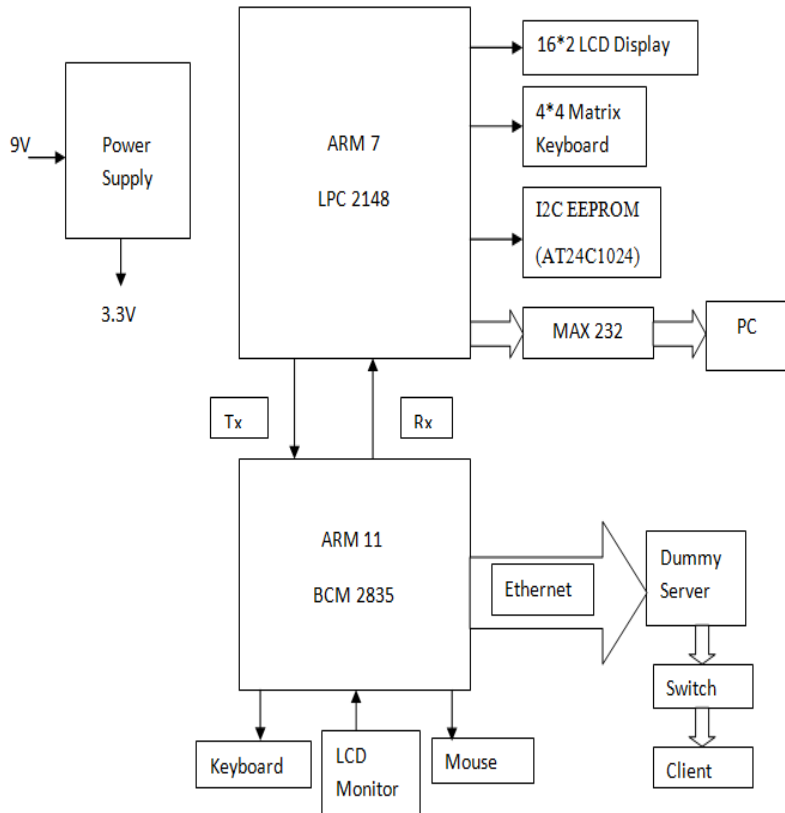 16*2 LCD Display
4*4 Matrix
Keyboard
ARM 7
LPC 2148
9V
Power
Supply
I2C EEPROM
(AT24C1024)
3.3V
MAX 232
PC
Tx
Rx
ARM 11
BCM 2835
Ethernet
Dummy
Server
Switch
Keyboard
LCD
Monitor
Mouse
Client